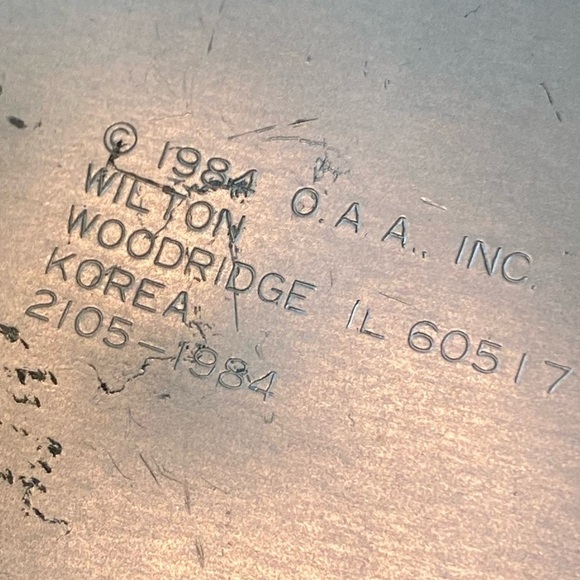 © 1984 O.A.A., INC.
WILTON
WOODRIDGE IL 60517
KOREA
2105-1984